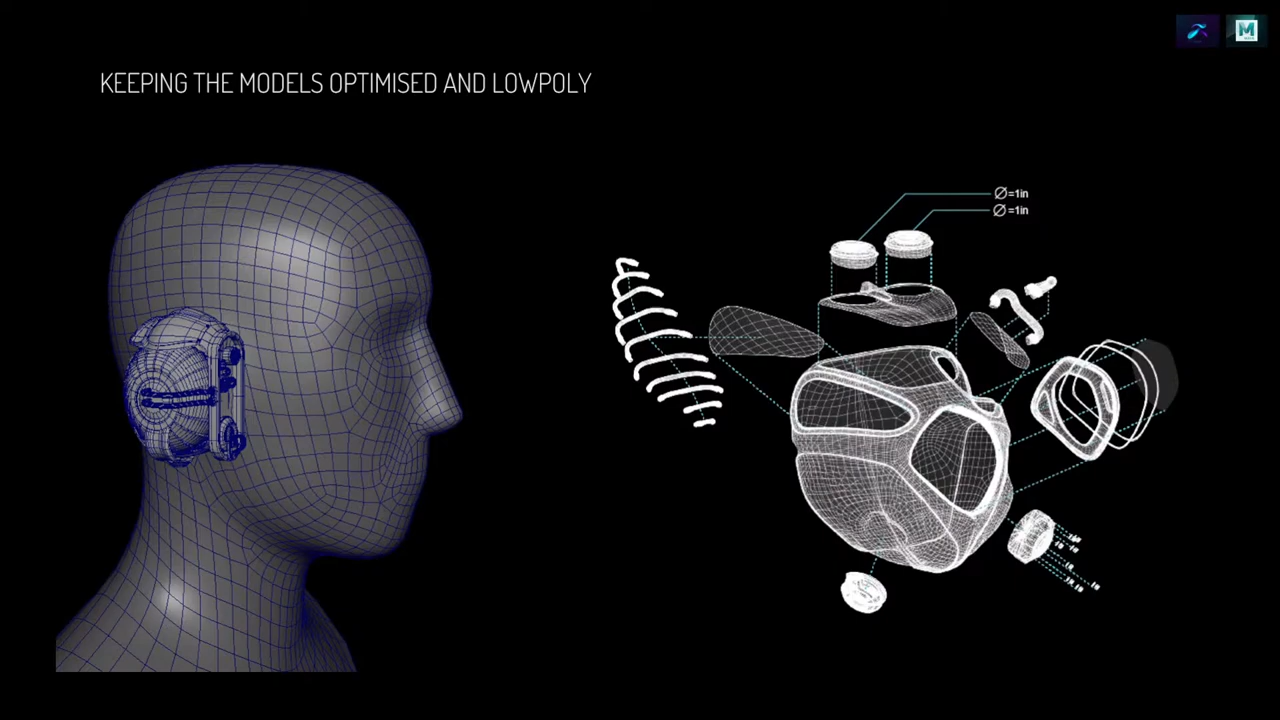 M
KEEPING THE MODELS OPTIMISED AND LOWPOLY
Ø=1in
Ø=1in